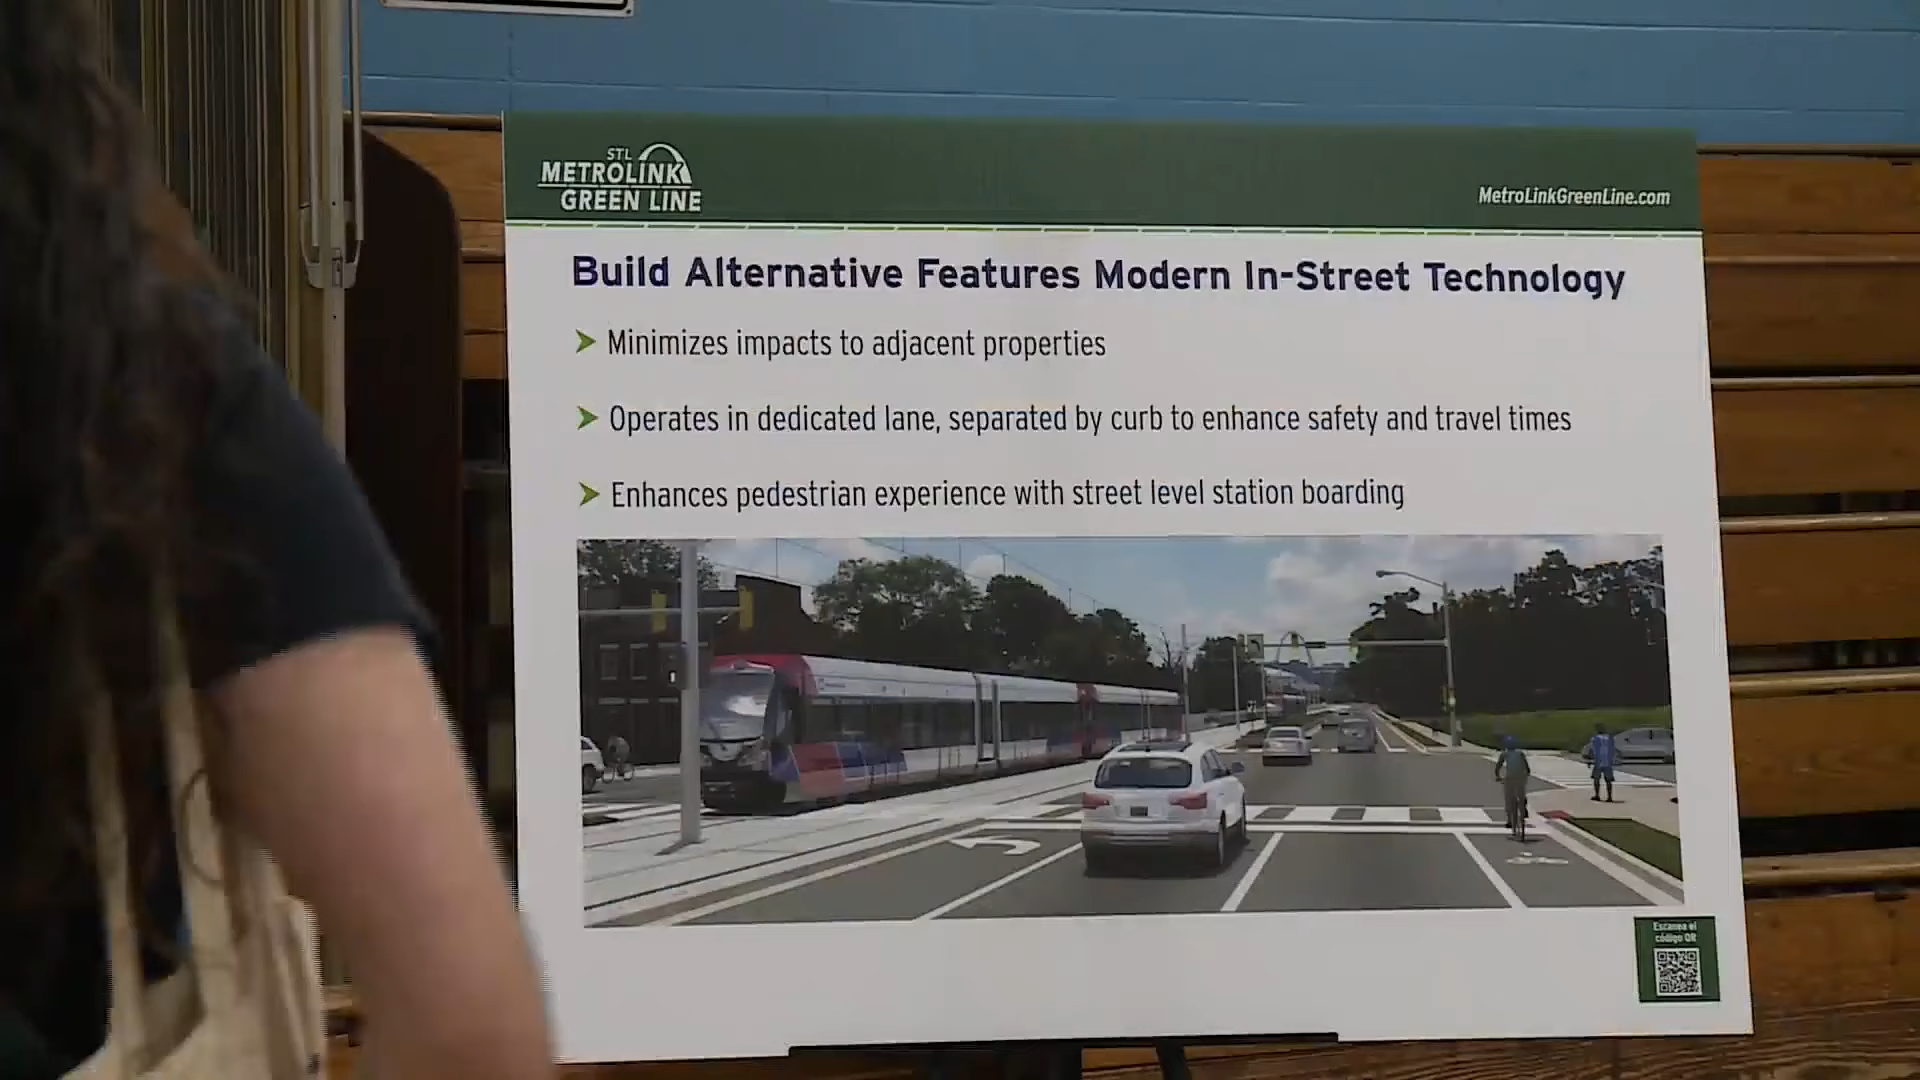 STL
METROLINK
GREEN LINE
MetroLinkGreenLine.com
Build Alternative Features Modern In-Street Technology
Minimizes impacts to adjacent properties
Operates in dedicated lane, separated by curb to enhance safety and travel times
Enhances pedestrian experience with street level station boarding
Escanea el
código QR